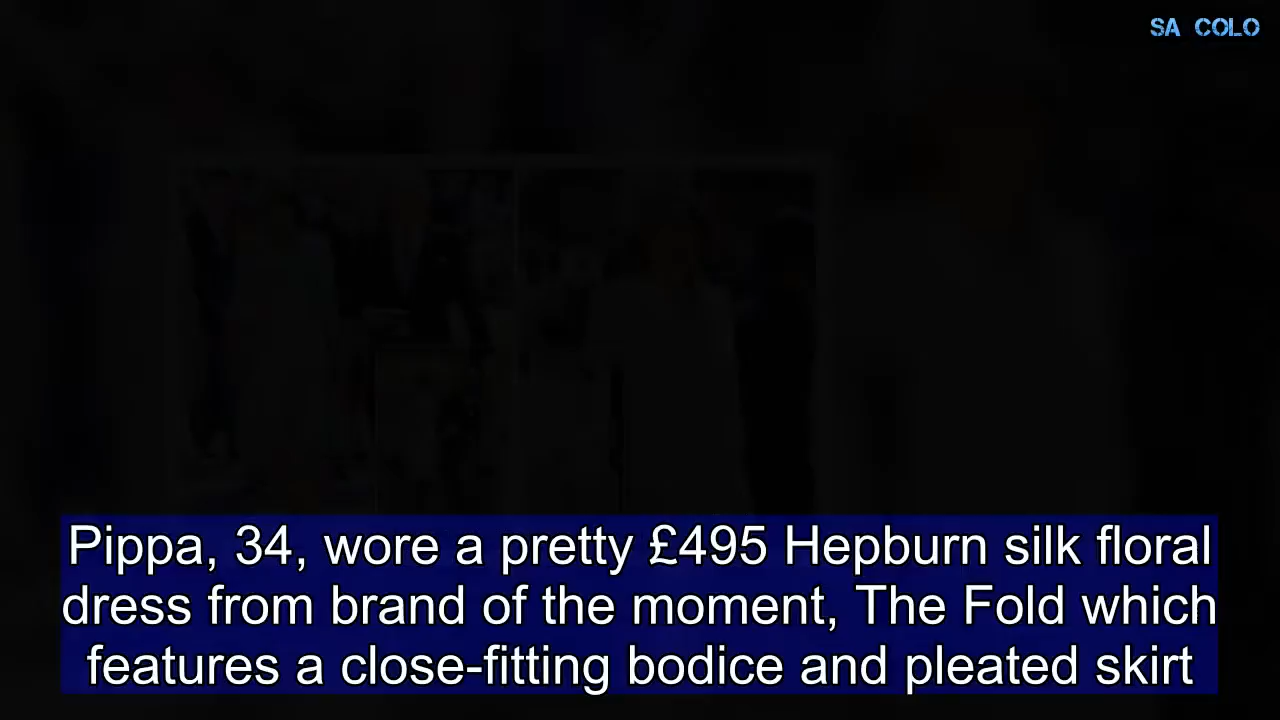 SA COLO
Pippa, 34, wore a pretty £495 Hepburn silk floral
dress from brand of the moment, The Fold which
features a close-fitting bodice and pleated skirt